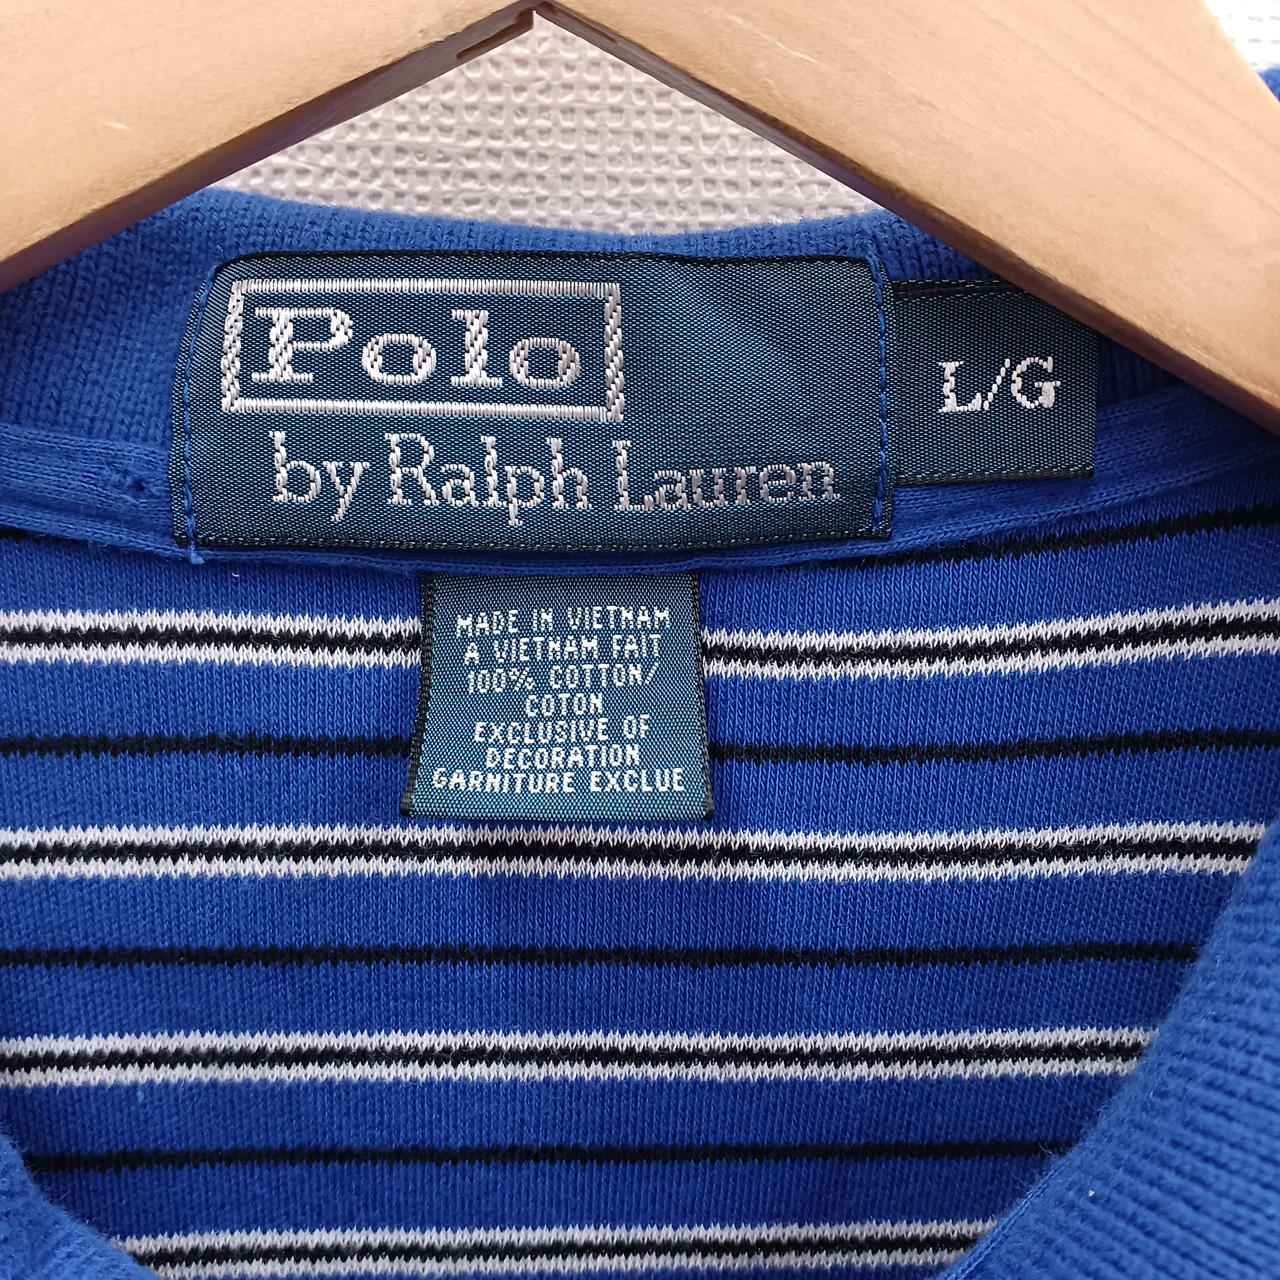 Polo
by Ralph Lauren
L/G
MADE IN VIETNAM
A VIETNAM FAIT
100% COTTON/
COTON
EXCLUSIVE OF
DECORATION
GARNITURE EXCLUE